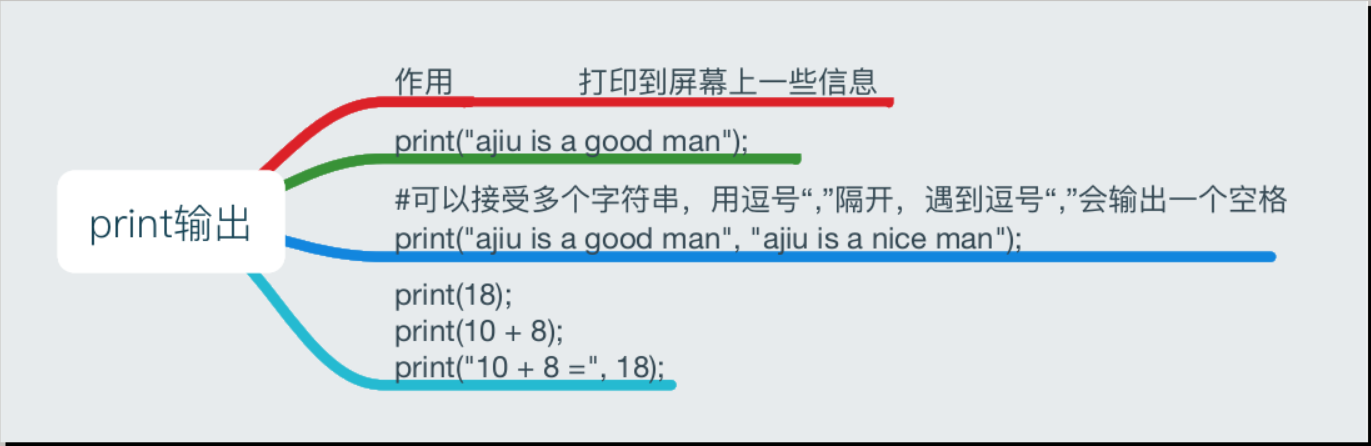 print输出
作用 打印到屏幕上一些信息
print("ajiu is a good man");
#可以接受多个字符串，用逗号“,”隔开，遇到逗号“,”会输出一个空格
print("ajiu is a good man", "ajiu is a nice man");
print(18);
print(10 + 8);
print("10 + 8 =", 18);